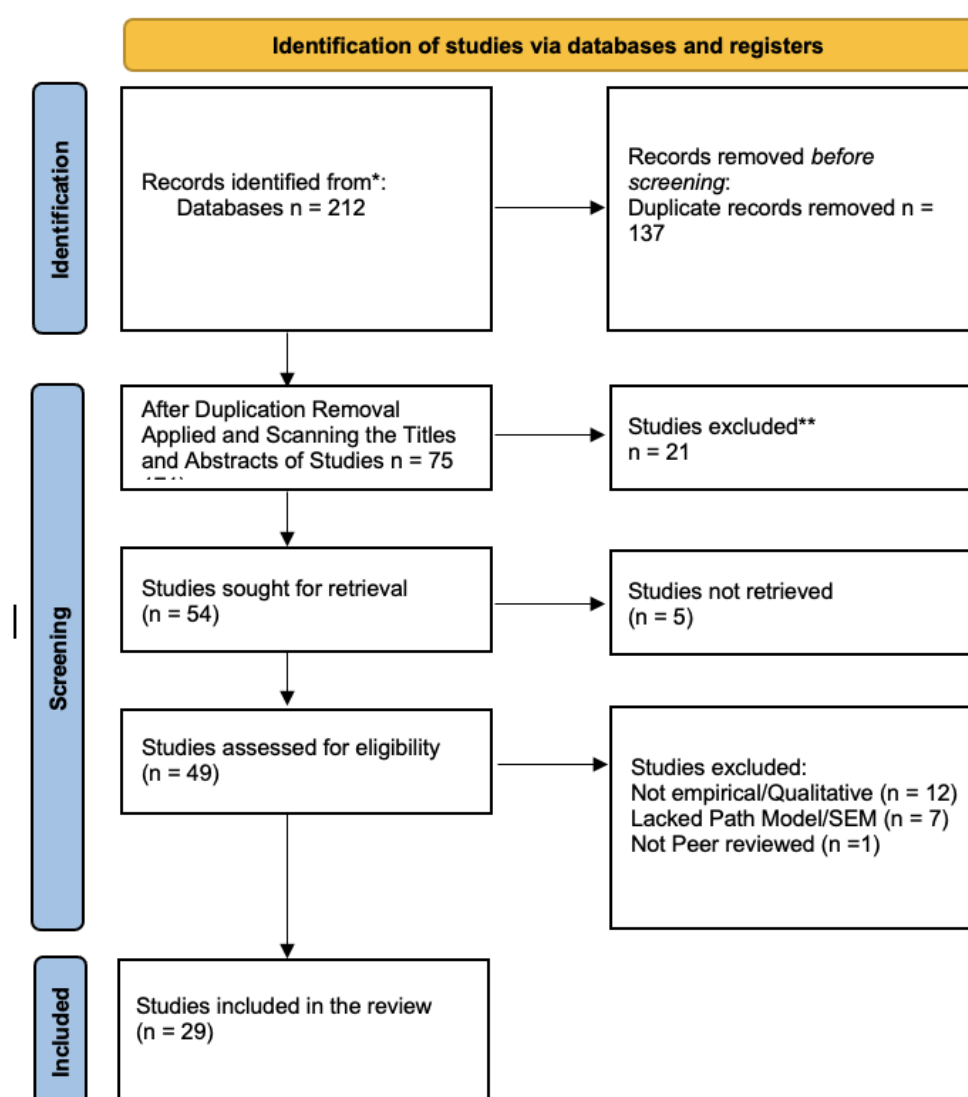 Identification of studies via databases and registers
Identification
Records identified from*:
Databases n = 212
Records removed before
screening:
Duplicate records removed n =
137
Screening
After Duplication Removal
Applied and Scanning the Titles
and Abstracts of Studies n = 75
Studies excluded**
n = 21
Studies sought for retrieval
(n = 54)
Studies not retrieved
(n = 5)
Studies assessed for eligibility
(n = 49)
Studies excluded:
Not empirical/Qualitative (n = 12)
Lacked Path Model/SEM (n = 7)
Not Peer reviewed (n =1)
Included
Studies included in the review
(n = 29)